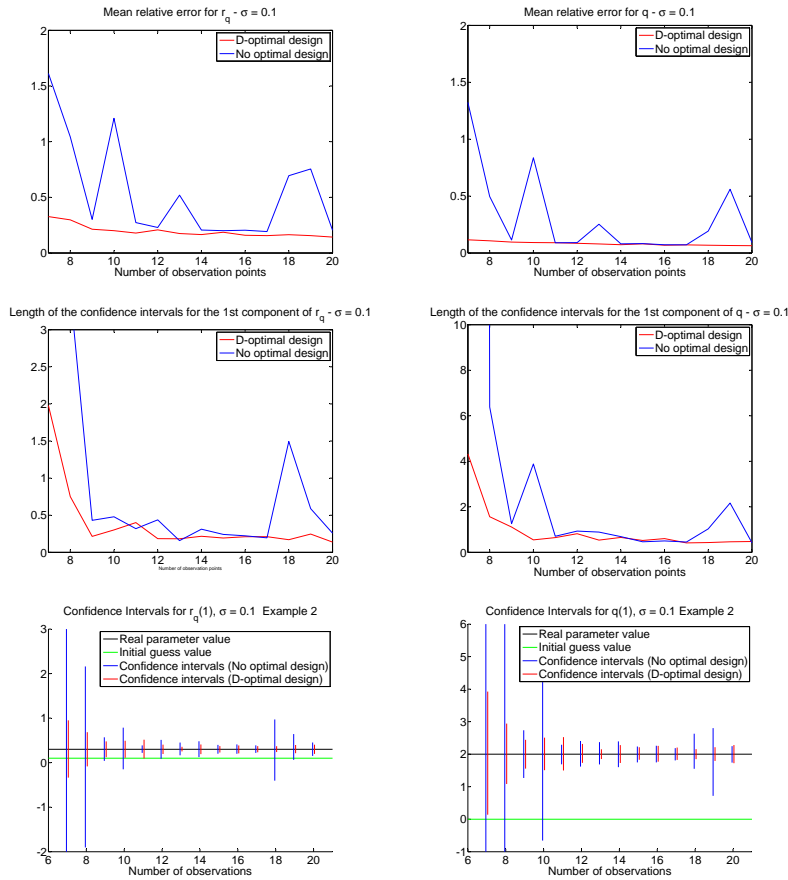 Mean relative error for r_q - σ = 0.1
2
1.5
1
0.5
0
8 10 12 14 16 18 20
Number of observation points
D-optimal design
No optimal design
Mean relative error for q - σ = 0.1
2
1.5
1
0.5
0
8 10 12 14 16 18 20
Number of observation points
D-optimal design
No optimal design
Length of the confidence intervals for the 1st component of r_q - σ = 0.1
3
2.5
2
1.5
1
0.5
0
8 10 12 14 16 18 20
Number of observation points
D-optimal design
No optimal design
Length of the confidence intervals for the 1st component of q - σ = 0.1
10
8
6
4
2
0
8 10 12 14 16 18 20
Number of observation points
D-optimal design
No optimal design
Confidence Intervals for r_q(1), σ = 0.1 Example 2
3
2
1
0
-1
-2
6 8 10 12 14 16 18 20
Number of observations
Real parameter value
Initial guess value
Confidence intervals (No optimal design)
Confidence intervals (D-optimal design)
Confidence Intervals for q(1), σ = 0.1 Example 2
6
5
4
3
2
1
0
-1
6 8 10 12 14 16 18 20
Number of observations
Real parameter value
Initial guess value
Confidence intervals (No optimal design)
Confidence intervals (D-optimal design)